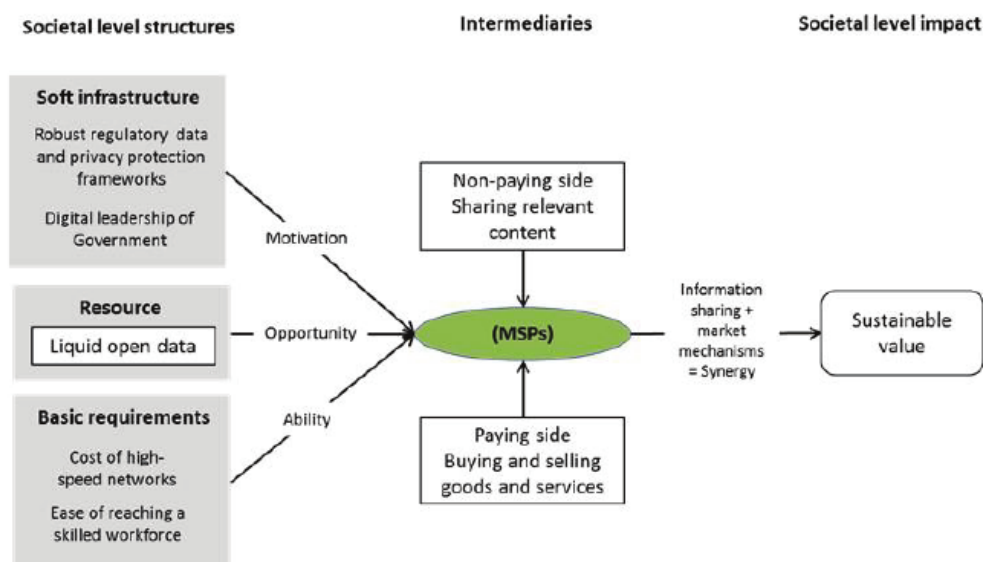 Societal level structures
Intermediaries
Societal level impact
Soft infrastructure
Robust regulatory data
and privacy protection
frameworks
Digital leadership of
Government
Resource
Liquid open data
Basic requirements
Cost of high-
speed networks
Ease of reaching a
skilled workforce
Motivation
Opportunity
Ability
Non-paying side
Sharing relevant
content
(MSPs)
Paying side
Buying and selling
goods and services
Information
sharing +
market
mechanisms
= Synergy
Sustainable
value